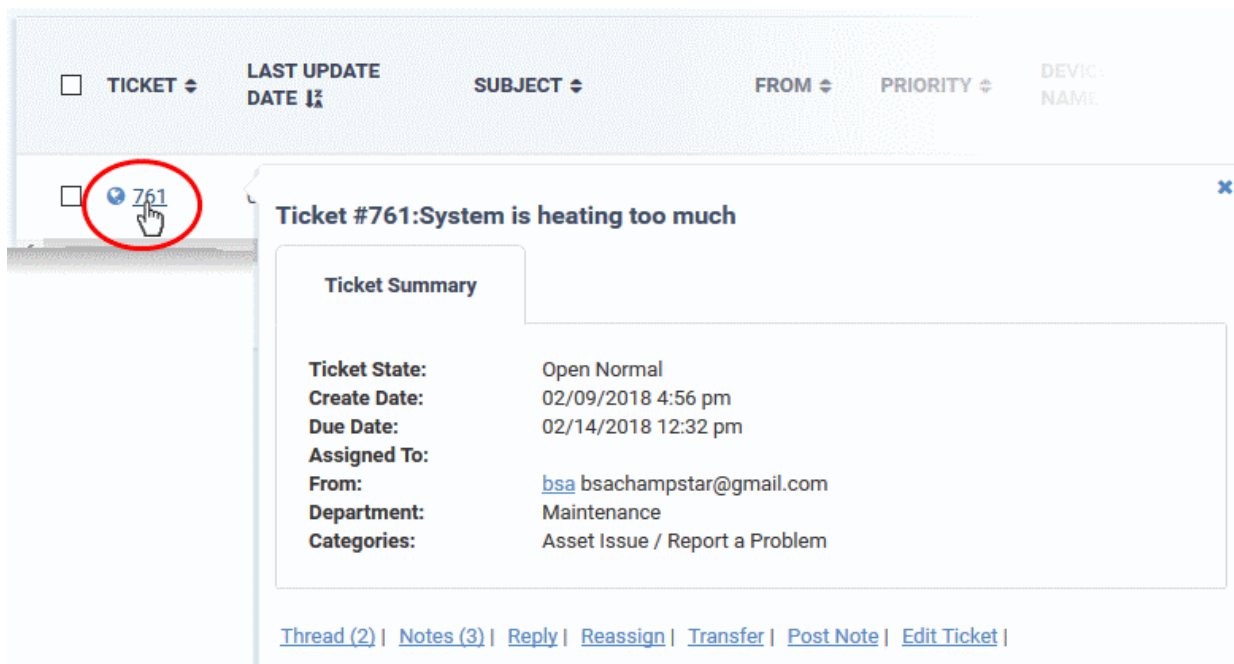 TICKET LAST UPDATE DATE SUBJECT FROM PRIORITY DEVIC NAME
761
Ticket #761:System is heating too much
Ticket Summary
Ticket State: Open Normal
Create Date: 02/09/2018 4:56 pm
Due Date: 02/14/2018 12:32 pm
Assigned To:
From: bsa bsachampstar@gmail.com
Department: Maintenance
Categories: Asset Issue / Report a Problem
Thread (2) | Notes (3) | Reply | Reassign | Transfer | Post Note | Edit Ticket |